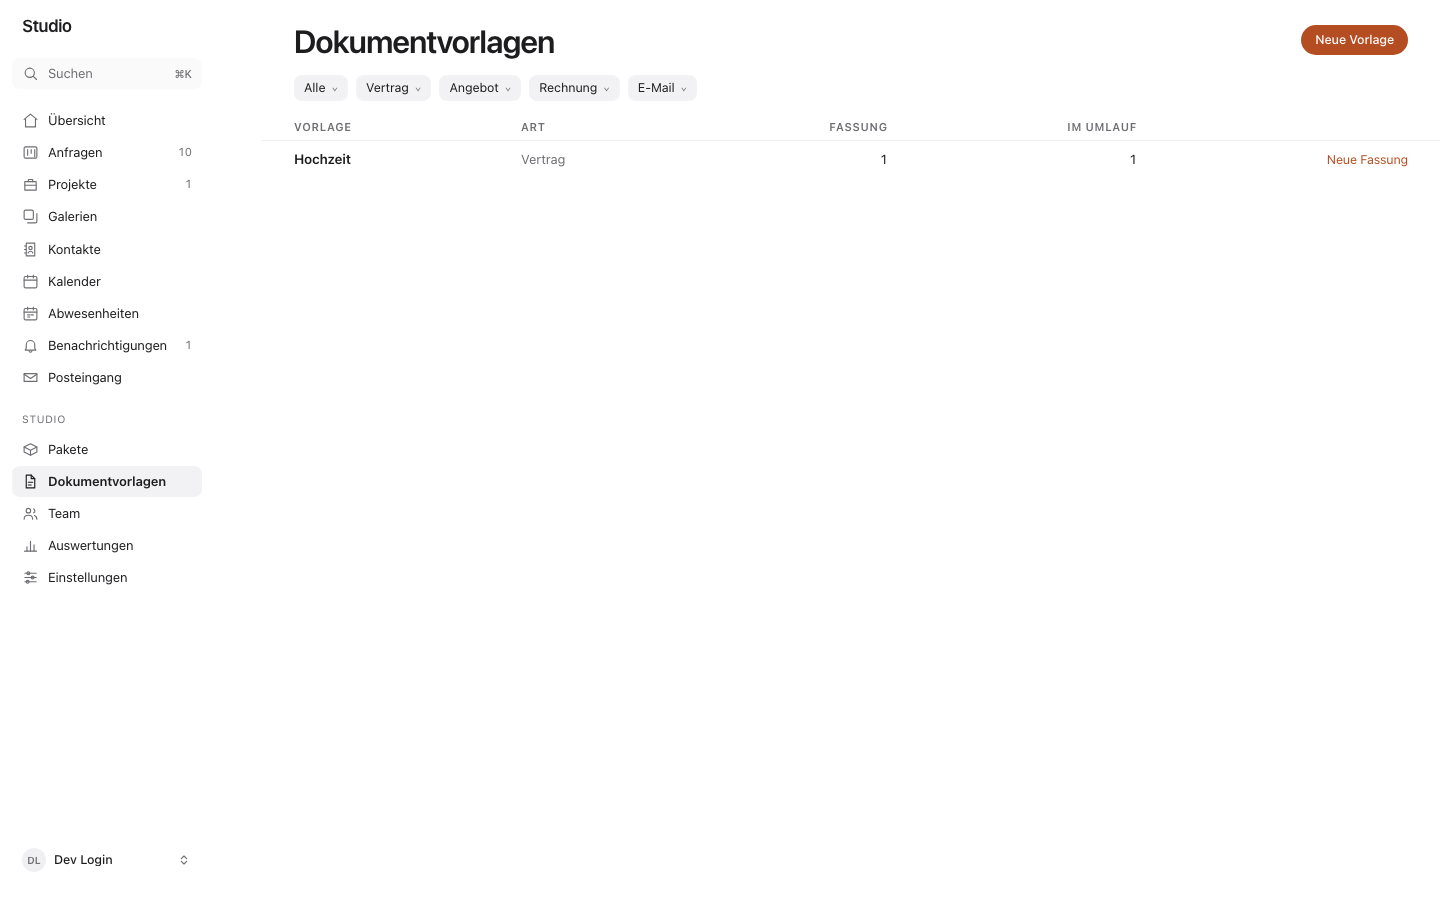 Studio
Suchen ⌘K
Übersicht
Anfragen 10
Projekte 1
Galerien
Kontakte
Kalender
Abwesenheiten
Benachrichtigungen 1
Posteingang
STUDIO
Pakete
Dokumentvorlagen
Team
Auswertungen
Einstellungen
DL Dev Login
Dokumentvorlagen
Neue Vorlage
Alle Vertrag Angebot Rechnung E-Mail
VORLAGE ART FASSUNG IM UMLAUF
Hochzeit Vertrag 1 1 Neue Fassung